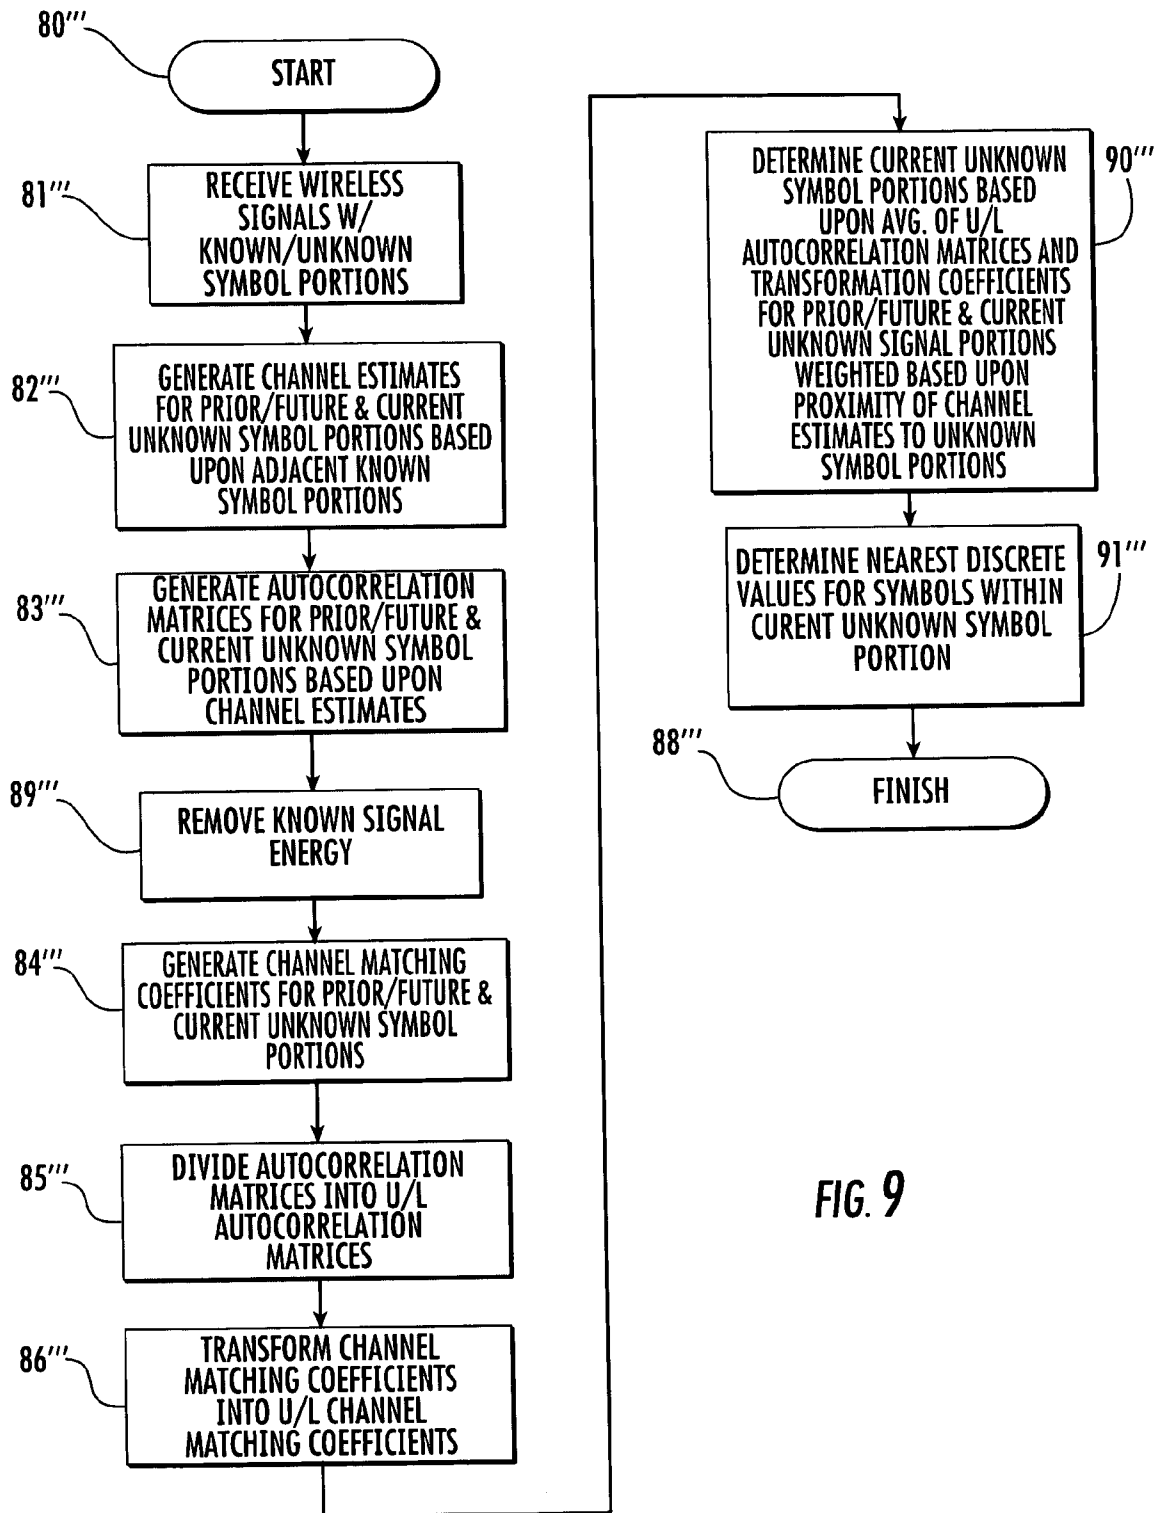 80'''
START
81'''
RECEIVE WIRELESS
SIGNALS W/
KNOWN/UNKNOWN
SYMBOL PORTIONS
82'''
GENERATE CHANNEL ESTIMATES
FOR PRIOR/FUTURE & CURRENT
UNKNOWN SYMBOL PORTIONS BASED
UPON ADJACENT KNOWN
SYMBOL PORTIONS
83'''
GENERATE AUTOCORRELATION
MATRICES FOR PRIOR/FUTURE &
CURRENT UNKNOWN SYMBOL
PORTIONS BASED UPON
CHANNEL ESTIMATES
89'''
REMOVE KNOWN SIGNAL
ENERGY
84'''
GENERATE CHANNEL MATCHING
COEFFICIENTS FOR PRIOR/FUTURE &
CURRENT UNKNOWN SYMBOL
PORTIONS
85'''
DIVIDE AUTOCORRELATION
MATRICES INTO U/L
AUTOCORRELATION
MATRICES
86'''
TRANSFORM CHANNEL
MATCHING COEFFICIENTS
INTO U/L CHANNEL
MATCHING COEFFICIENTS
90'''
DETERMINE CURRENT UNKNOWN
SYMBOL PORTIONS BASED
UPON AVG. OF U/L
AUTOCORRELATION MATRICES AND
TRANSFORMATION COEFFICIENTS
FOR PRIOR/FUTURE & CURRENT
UNKNOWN SIGNAL PORTIONS
WEIGHTED BASED UPON
PROXIMITY OF CHANNEL
ESTIMATES TO UNKNOWN
SYMBOL PORTIONS
91'''
DETERMINE NEAREST DISCRETE
VALUES FOR SYMBOLS WITHIN
CURENT UNKNOWN SYMBOL
PORTION
88'''
FINISH
FIG. 9